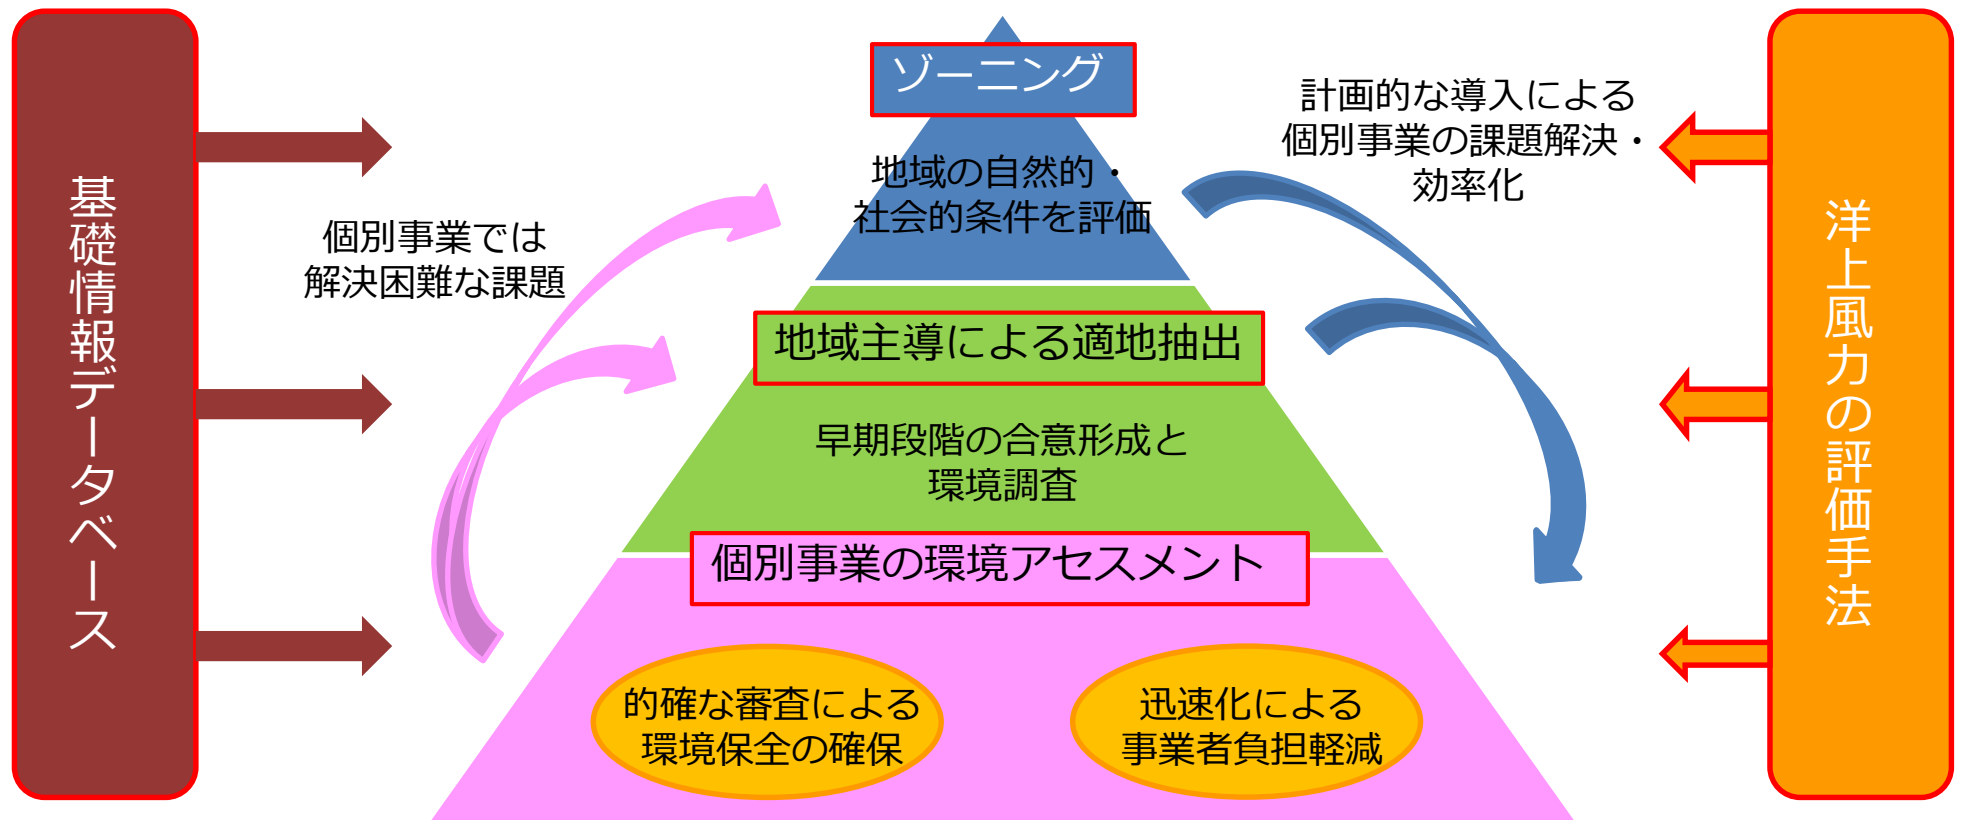 基礎情報データベース
個別事業では
解決困難な課題
ゾーニング
地域の自然的・
社会的条件を評価
地域主導による適地抽出
早期段階の合意形成と
環境調査
個別事業の環境アセスメント
的確な審査による
環境保全の確保
迅速化による
事業者負担軽減
計画的な導入による
個別事業の課題解決・
効率化
洋上風力の評価手法